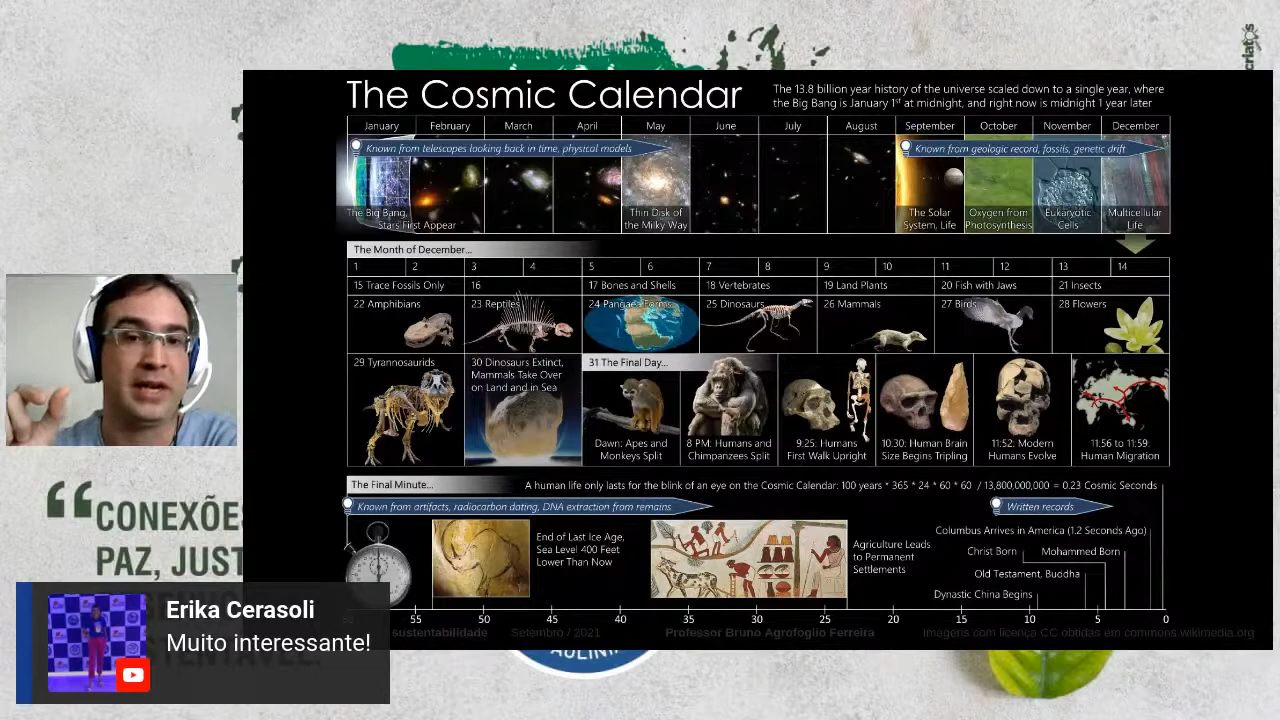 criatos
The Cosmic Calendar
The 13.8 billion year history of the universe scaled down to a single year, where
the Big Bang is January 1st at midnight, and right now is midnight 1 year later
January February March April May June July August September October November December
Known from telescopes looking back in time, physical models
Known from geologic record, fossils, genetic drift
The Big Bang,
Stars First Appear
Thin Disk of
the Milky Way
The Solar
System, Life
Oxygen from
Photosynthesis
Eukaryotic
Cells
Multicellular
Life
The Month of December...
1 2 3 4 5 6 7 8 9 10 11 12 13 14
15 Trace Fossils Only 16 17 Bones and Shells 18 Vertebrates 19 Land Plants 20 Fish with Jaws 21 Insects
22 Amphibians 23 Reptiles 24 Pangaea Forms 25 Dinosaurs 26 Mammals 27 Birds 28 Flowers
29 Tyrannosaurids
30 Dinosaurs Extinct,
Mammals Take Over
on Land and in Sea
31 The Final Day...
Dawn: Apes and
Monkeys Split
8 PM: Humans and
Chimpanzees Split
9:25: Humans
First Walk Upright
10:30: Human Brain
Size Begins Tripling
11:52: Modern
Humans Evolve
11:56 to 11:59:
Human Migration
The Final Minute...
A human life only lasts for the blink of an eye on the Cosmic Calendar: 100 years * 365 * 24 * 60 * 60 / 13,800,000,000 = 0.23 Cosmic Seconds
Known from artifacts, radiocarbon dating, DNA extraction from remains
Written records
End of Last Ice Age,
Sea Level 400 Feet
Lower Than Now
Agriculture Leads
to Permanent
Settlements
Columbus Arrives in America (1.2 Seconds Ago)
Christ Born Mohammed Born
Old Testament, Buddha
Dynastic China Begins
55 50 45 40 35 30 25 20 15 10 5 0
sustentabilidade Setembro / 2021 Professor Bruno Agrofoglio Ferreira Imagens com licença CC obtidas em commons.wikimedia.org
“CONEXÕE
PAZ, JUST
Erika Cerasoli
Muito interessante!
AULIN